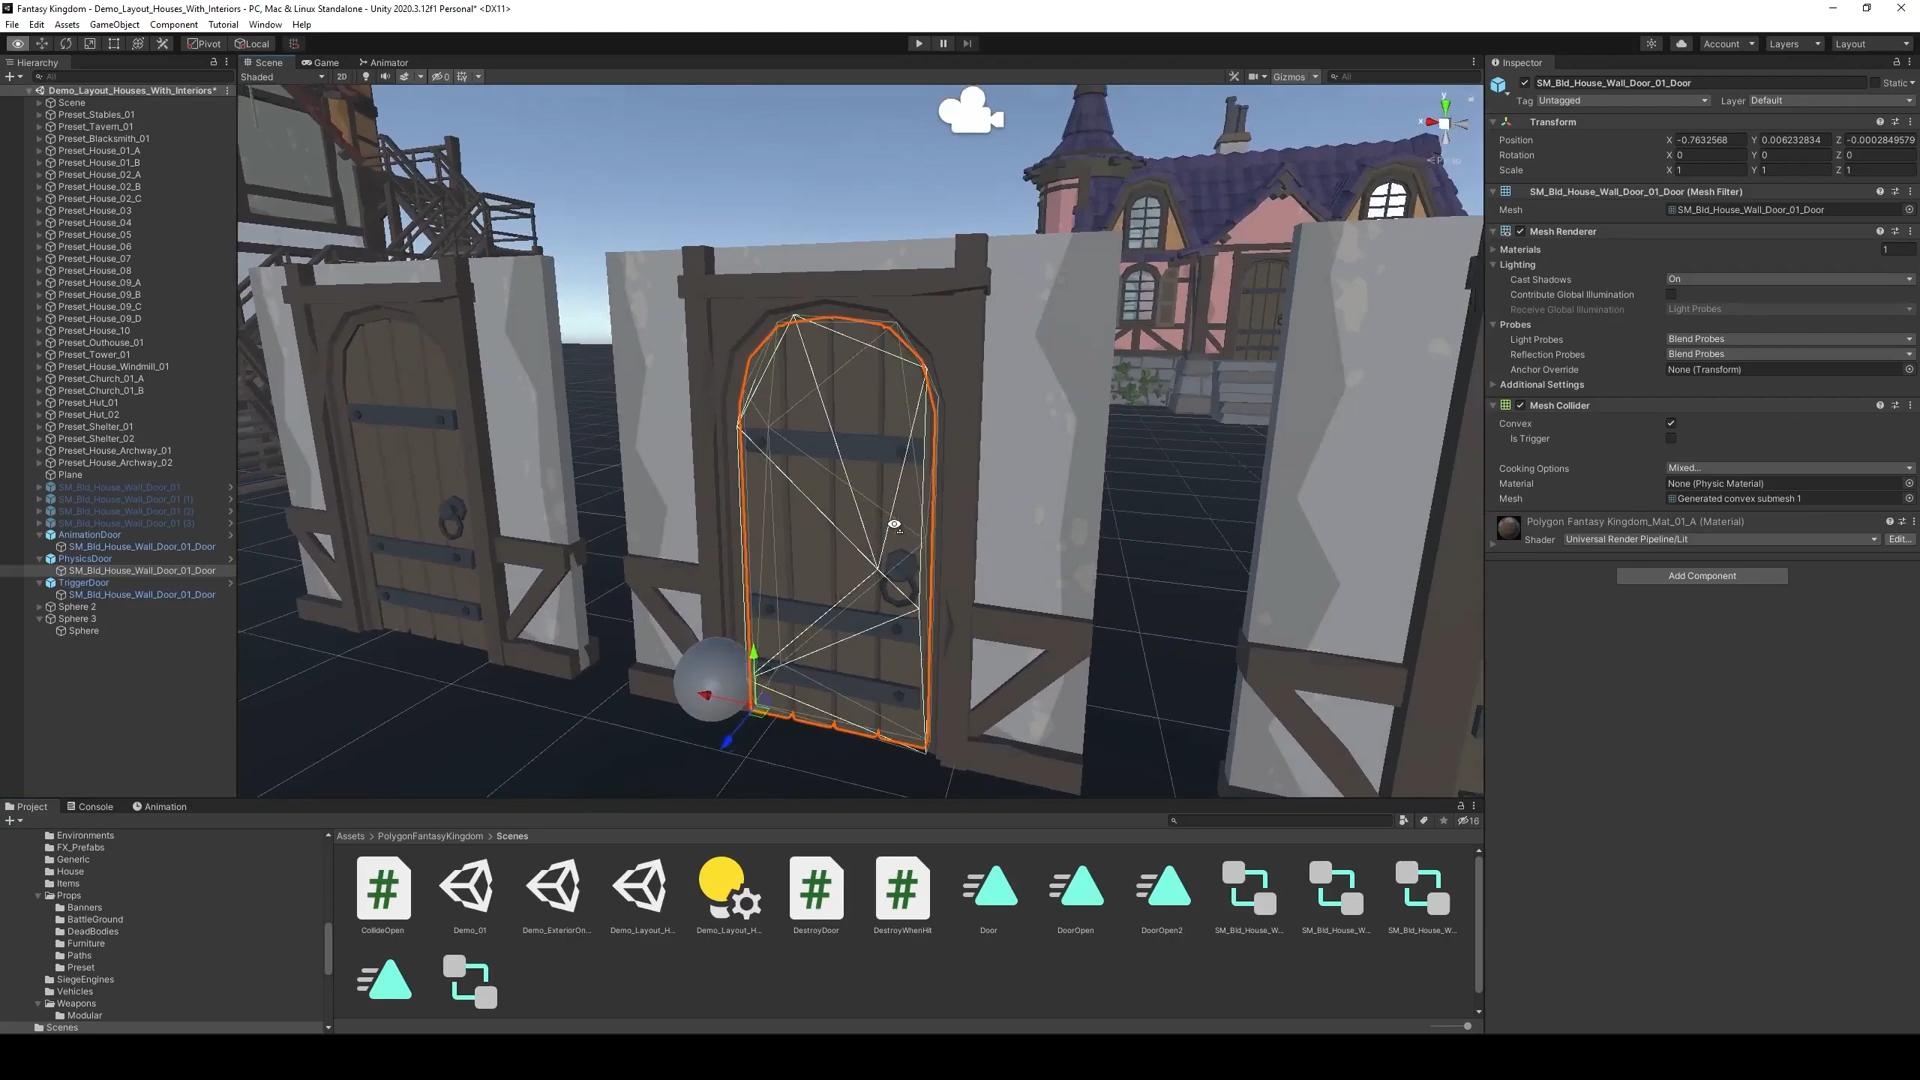 Fantasy Kingdom - Demo_Layout_Houses_With_Interiors - PC, Mac & Linux Standalone - Unity 2020.3.12f1 Personal* <DX11>
File Edit Assets GameObject Component Tutorial Window Help
Pivot Local Account Layers Layout
Hierarchy
All
Demo_Layout_Houses_With_Interiors*
Scene
Preset_Stables_01
Preset_Tavern_01
Preset_Blacksmith_01
Preset_House_01_A
Preset_House_01_B
Preset_House_02_A
Preset_House_02_B
Preset_House_02_C
Preset_House_03
Preset_House_04
Preset_House_05
Preset_House_06
Preset_House_07
Preset_House_08
Preset_House_09_A
Preset_House_09_B
Preset_House_09_C
Preset_House_09_D
Preset_House_10
Preset_Outhouse_01
Preset_Tower_01
Preset_House_Windmill_01
Preset_Church_01_A
Preset_Church_01_B
Preset_Hut_01
Preset_Hut_02
Preset_Shelter_01
Preset_Shelter_02
Preset_House_Archway_01
Preset_House_Archway_02
Plane
SM_Bld_House_Wall_Door_01
SM_Bld_House_Wall_Door_01 (1)
SM_Bld_House_Wall_Door_01 (2)
SM_Bld_House_Wall_Door_01 (3)
AnimationDoor
SM_Bld_House_Wall_Door_01_Door
PhysicsDoor
SM_Bld_House_Wall_Door_01_Door
TriggerDoor
SM_Bld_House_Wall_Door_01_Door
Sphere 2
Sphere 3
Sphere
Scene Game Animator
Shaded 2D 0 Gizmos All
y
x
Persp
Inspector
SM_Bld_House_Wall_Door_01_Door Static
Tag Untagged Layer Default
Transform
Position X -0.7632568 Y 0.006232834 Z -0.0002849579
Rotation X 0 Y 0 Z 0
Scale X 1 Y 1 Z 1
SM_Bld_House_Wall_Door_01_Door (Mesh Filter)
Mesh SM_Bld_House_Wall_Door_01_Door
Mesh Renderer
Materials 1
Lighting
Cast Shadows On
Contribute Global Illumination
Receive Global Illumination Light Probes
Probes
Light Probes Blend Probes
Reflection Probes Blend Probes
Anchor Override None (Transform)
Additional Settings
Mesh Collider
Convex
Is Trigger
Cooking Options Mixed...
Material None (Physic Material)
Mesh Generated convex submesh 1
Polygon Fantasy Kingdom_Mat_01_A (Material)
Shader Universal Render Pipeline/Lit Edit...
Add Component
Project Console Animation
16
Environments
FX_Prefabs
Generic
House
Items
Props
Banners
BattleGround
DeadBodies
Furniture
Paths
Preset
SiegeEngines
Vehicles
Weapons
Modular
Scenes
Assets > PolygonFantasyKingdom > Scenes
CollideOpen Demo_01 Demo_ExteriorOn... Demo_Layout_H... Demo_Layout_H... DestroyDoor DestroyWhenHit Door DoorOpen DoorOpen2 SM_Bld_House_W... SM_Bld_House_W... SM_Bld_House_W...